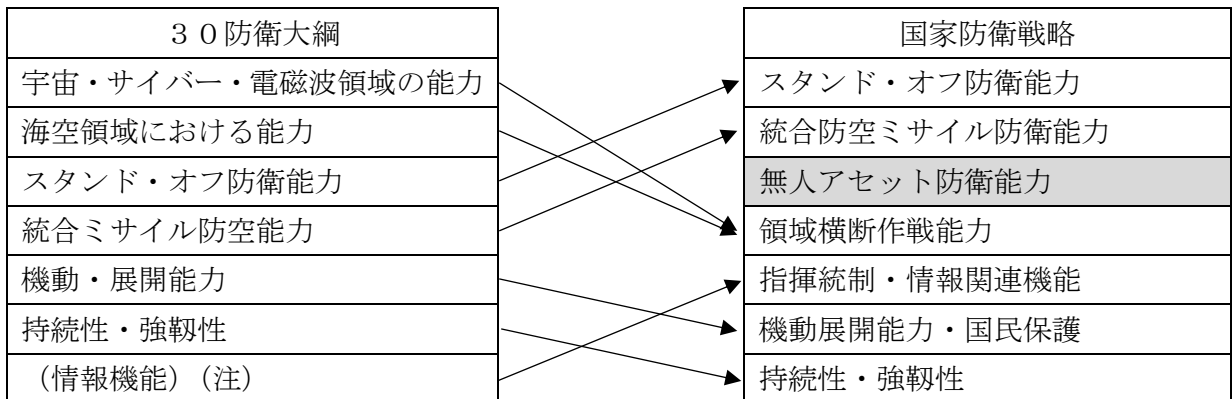 ３０防衛大綱
宇宙・サイバー・電磁波領域の能力
海空領域における能力
スタンド・オフ防衛能力
統合ミサイル防空能力
機動・展開能力
持続性・強靱性
（情報機能）（注）
国家防衛戦略
スタンド・オフ防衛能力
統合防空ミサイル防衛能力
無人アセット防衛能力
領域横断作戦能力
指揮統制・情報関連機能
機動展開能力・国民保護
持続性・強靱性